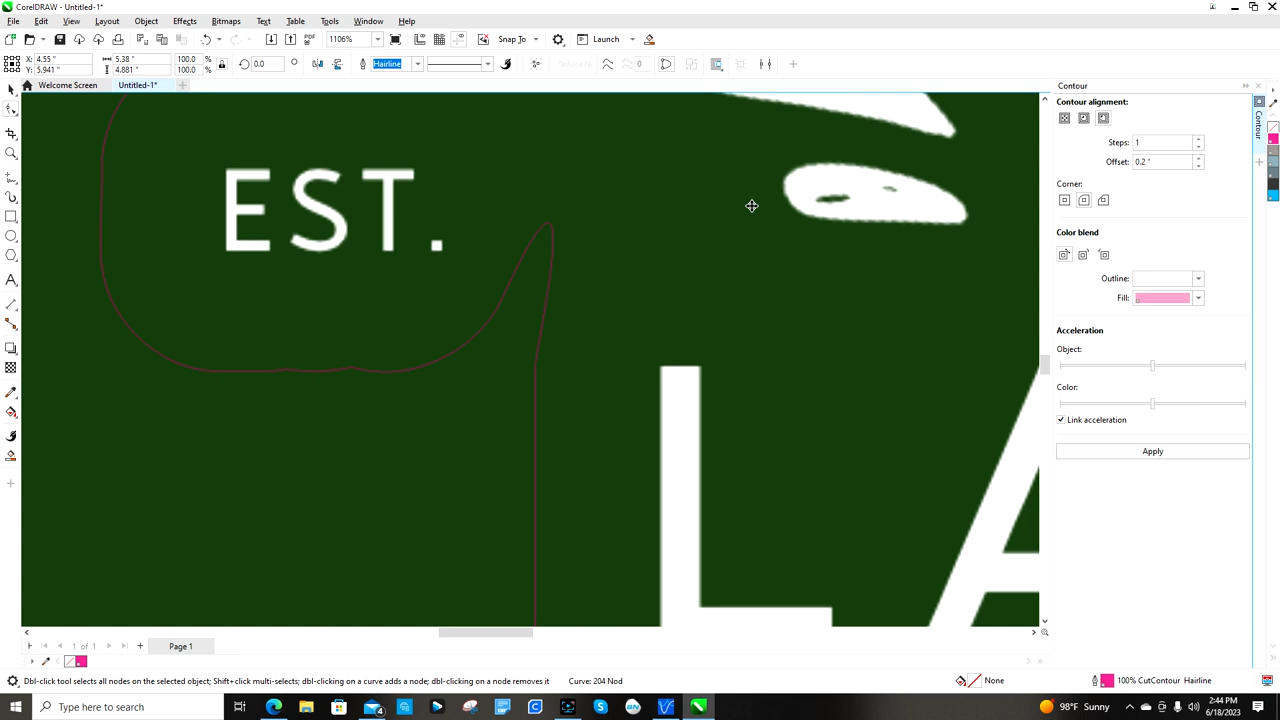 CorelDRAW - Untitled-1*
File Edit View Layout Object Effects Bitmaps Text Table Tools Window Help
PDF 1106% Snap To Launch
X: 4.55 " 5.38 " 100.0 % 0.0 ° Hairline 0
Y: 5.941 " 4.881 " 100.0 %
Welcome Screen Untitled-1*
Contour
Contour alignment:
Steps: 1
Offset: 0.2 "
Corner:
Color blend
Outline:
Fill:
Acceleration
Object:
Color:
Link acceleration
Apply
Contour
EST.
LA
1 of 1 Page 1
Dbl-click tool selects all nodes on the selected object; Shift+click multi-selects; dbl-clicking on a curve adds a node; dbl-clicking on a node removes it Curve: 204 Nod None 100% CutContour Hairline
Type here to search 4 98°F Sunny 2:44 PM
6/18/2023